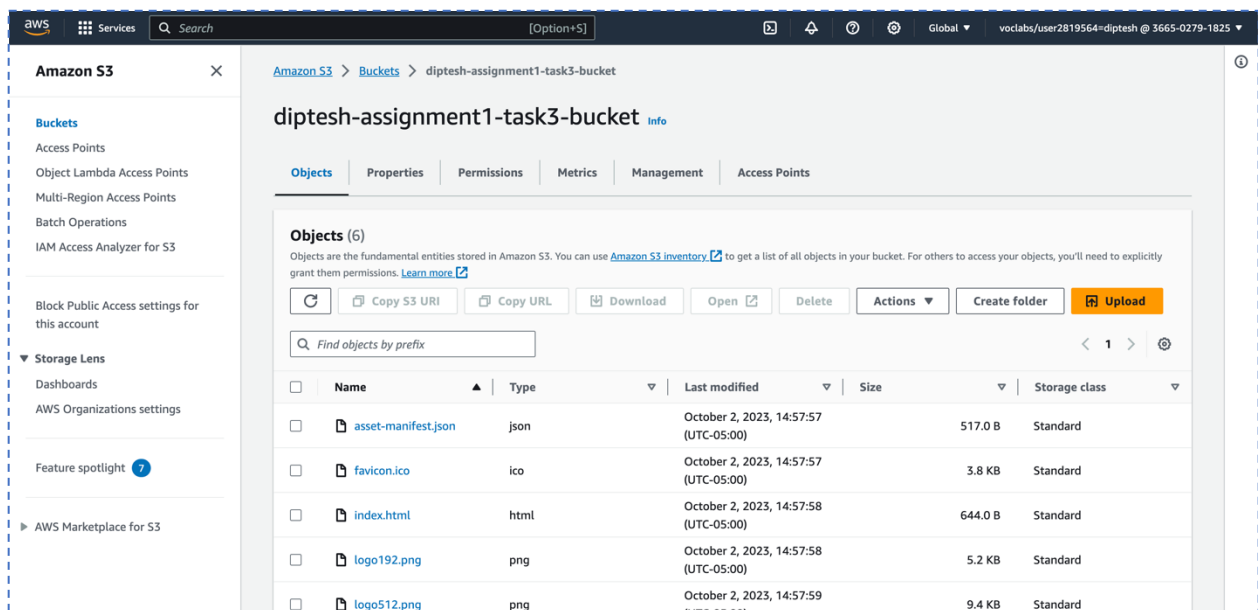 aws Services Search [Option+S] Global ▼ voclabs/user2819564=diptesh @ 3665-0279-1825 ▼
Amazon S3
Buckets
Access Points
Object Lambda Access Points
Multi-Region Access Points
Batch Operations
IAM Access Analyzer for S3
Block Public Access settings for
this account
▼ Storage Lens
Dashboards
AWS Organizations settings
Feature spotlight 7
▶ AWS Marketplace for S3
Amazon S3 > Buckets > diptesh-assignment1-task3-bucket
diptesh-assignment1-task3-bucket Info
Objects Properties Permissions Metrics Management Access Points
Objects (6)
Objects are the fundamental entities stored in Amazon S3. You can use Amazon S3 inventory to get a list of all objects in your bucket. For others to access your objects, you'll need to explicitly
grant them permissions. Learn more
Copy S3 URI Copy URL Download Open Delete Actions ▼ Create folder Upload
Find objects by prefix < 1 >
Name ▲ Type Last modified Size Storage class
asset-manifest.json json October 2, 2023, 14:57:57 (UTC-05:00) 517.0 B Standard
favicon.ico ico October 2, 2023, 14:57:57 (UTC-05:00) 3.8 KB Standard
index.html html October 2, 2023, 14:57:58 (UTC-05:00) 644.0 B Standard
logo192.png png October 2, 2023, 14:57:58 (UTC-05:00) 5.2 KB Standard
logo512.png png October 2, 2023, 14:57:59 9.4 KB Standard